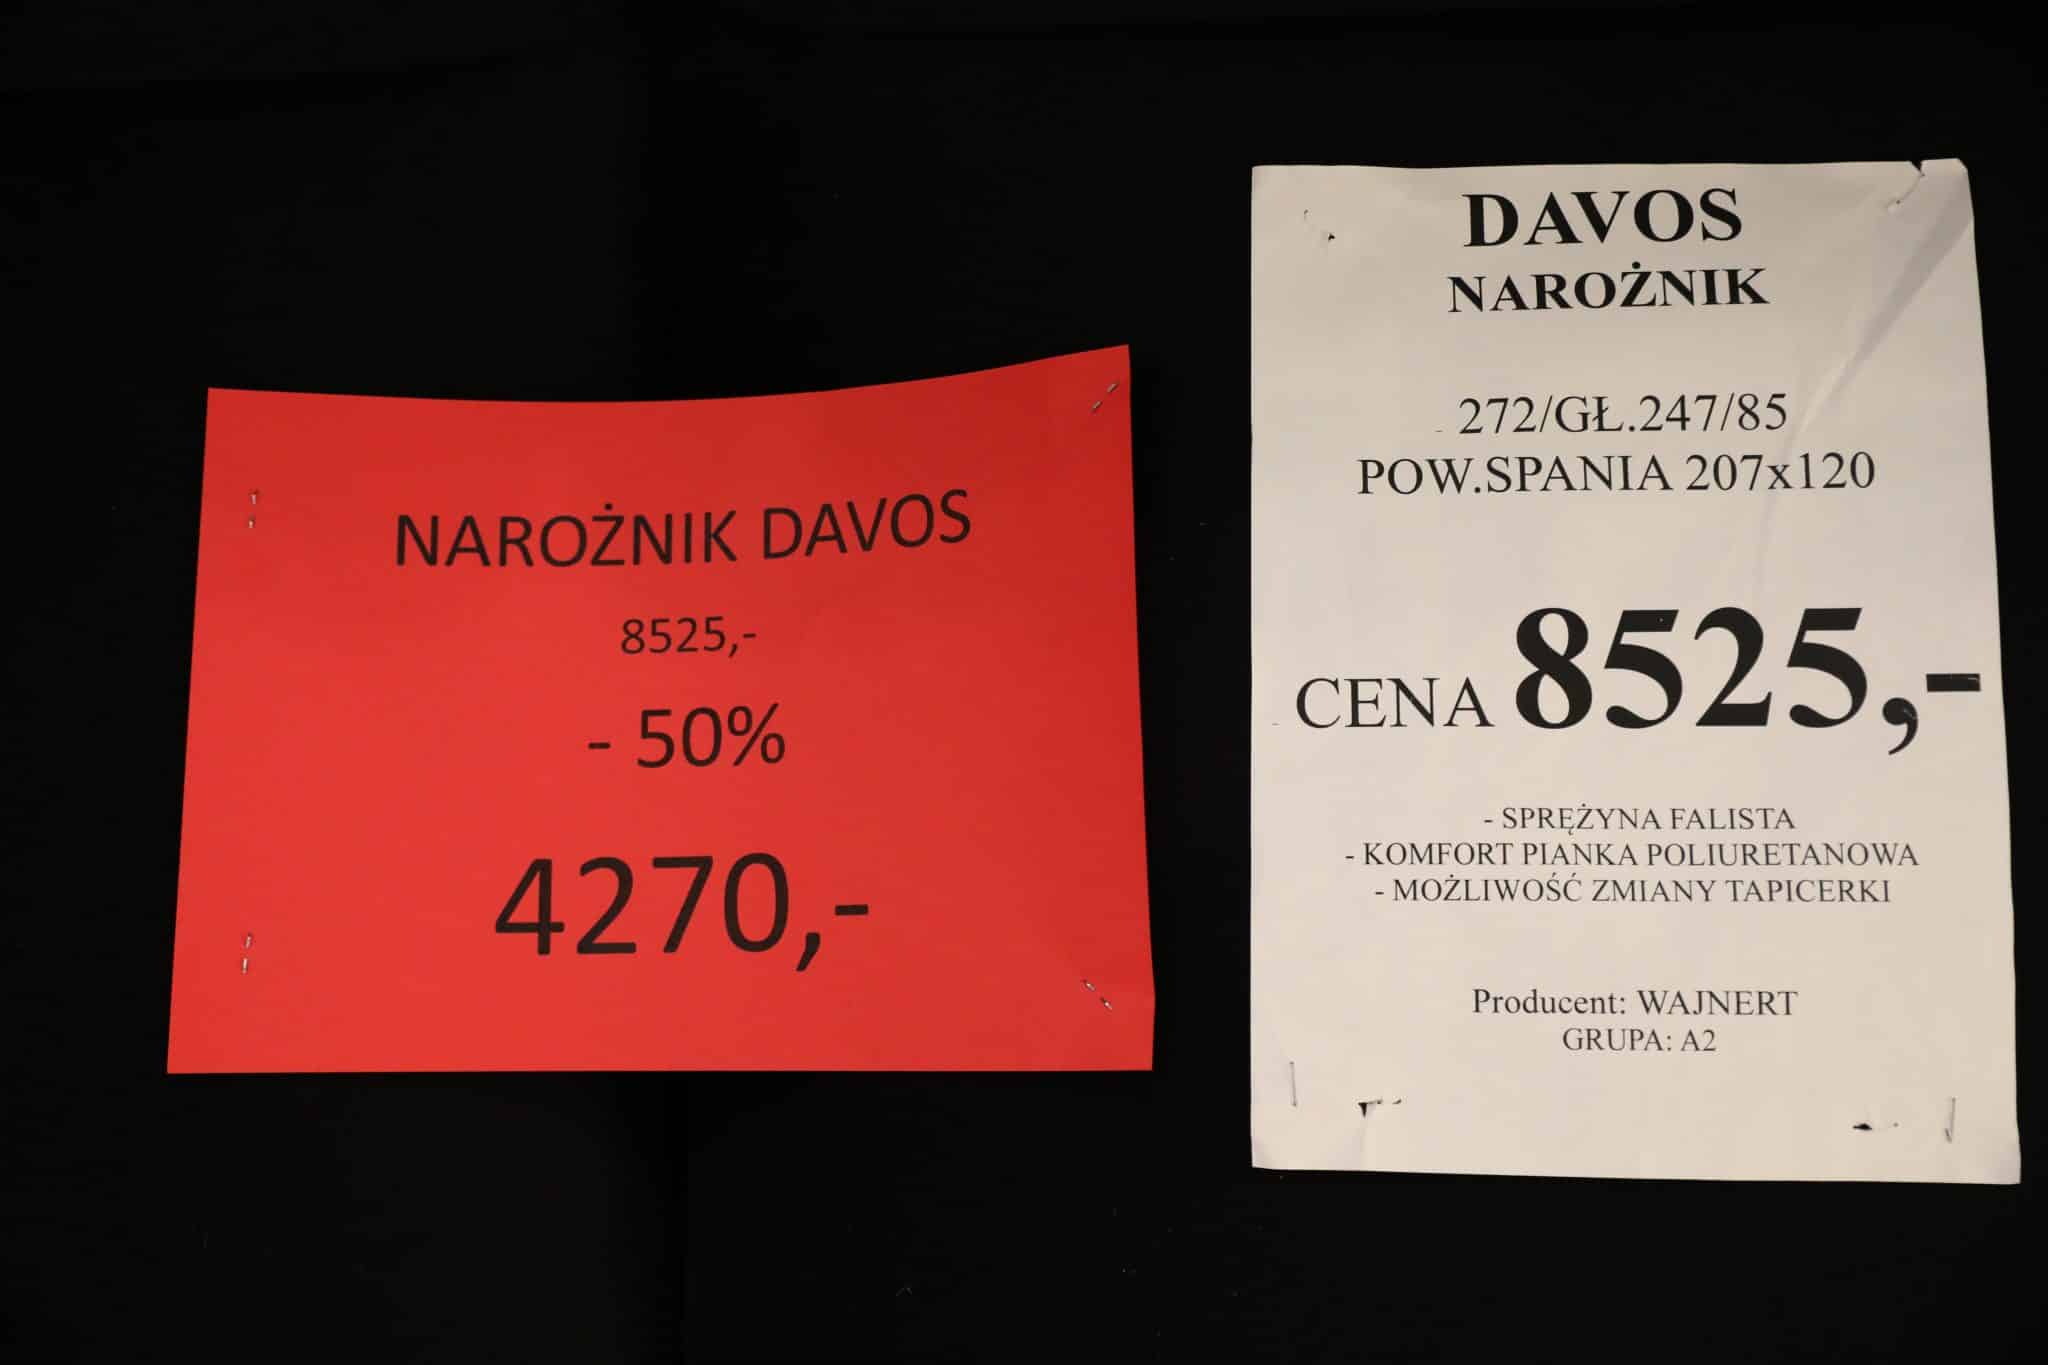 NAROŻNIK DAVOS
8525,-
- 50%
4270,-
DAVOS
NAROŻNIK
272/GŁ.247/85
POW.SPANIA 207x120
CENA 8525,-
- SPRĘŻYNA FALISTA
- KOMFORT PIANKA POLIURETANOWA
- MOŻLIWOŚĆ ZMIANY TAPICERKI
Producent: WAJNERT
GRUPA: A2